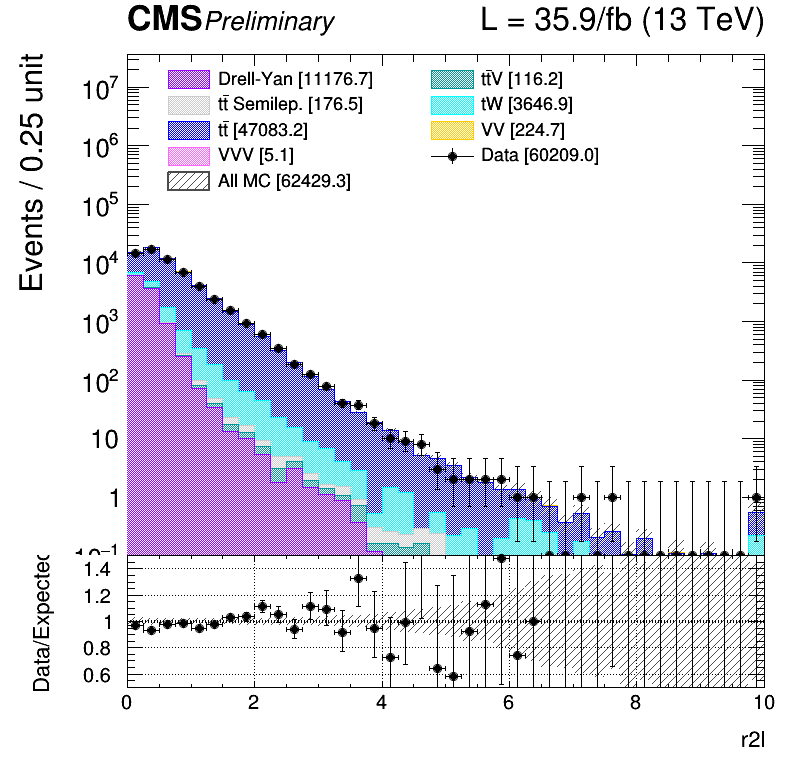 CMS Preliminary L = 35.9/fb (13 TeV)
Events / 0.25 unit
Drell-Yan [11176.7]
tt̄ Semilep. [176.5]
tt̄ [47083.2]
VVV [5.1]
All MC [62429.3]
tt̄V [116.2]
tW [3646.9]
VV [224.7]
Data [60209.0]
10⁷
10⁶
10⁵
10⁴
10³
10²
10
1
10⁻¹
Data/Expected
1.4
1.2
1
0.8
0.6
0 2 4 6 8 10
r2l